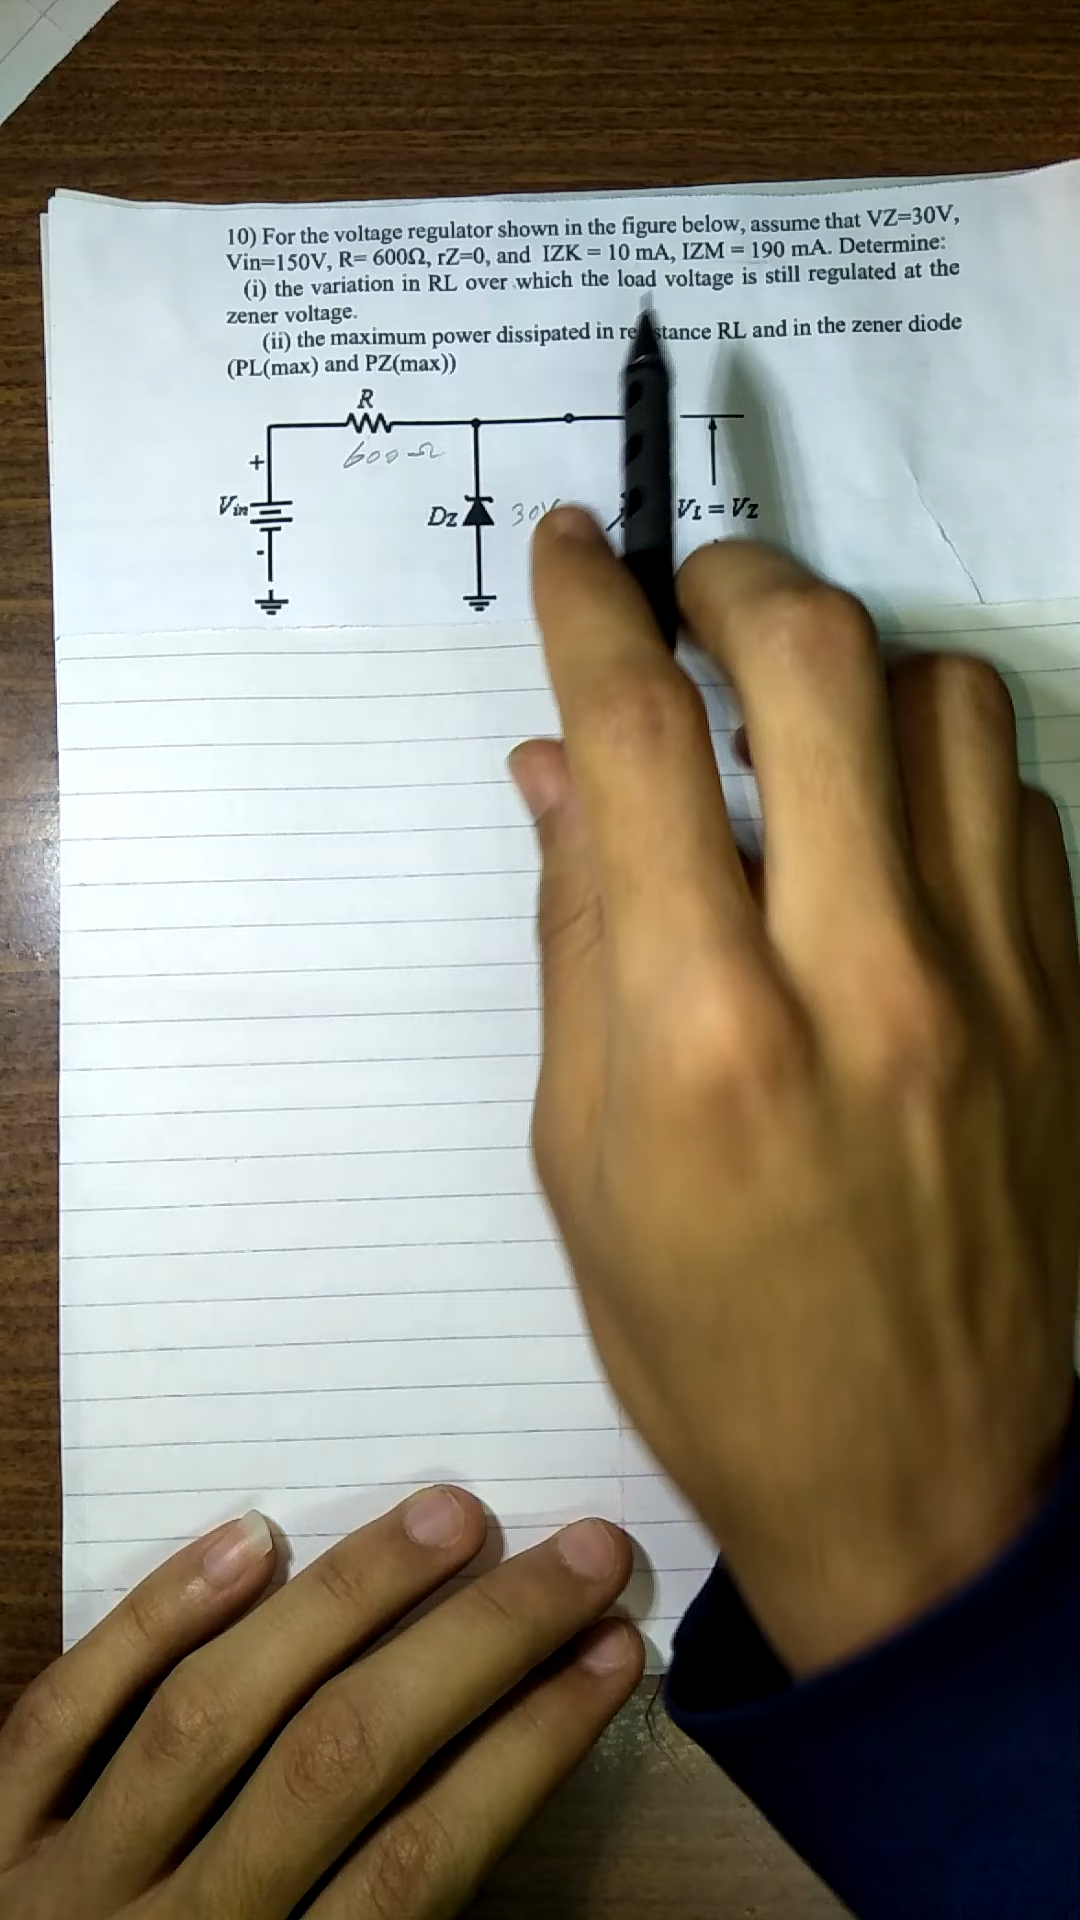 10) For the voltage regulator shown in the figure below, assume that VZ=30V,
Vin=150V, R= 600Ω, rZ=0, and IZK = 10 mA, IZM = 190 mA. Determine:
(i) the variation in RL over which the load voltage is still regulated at the
zener voltage.
(ii) the maximum power dissipated in RL and in the zener diode
(PL(max) and PZ(max))
R
600Ω
+
Vin
-
DZ
30V
VL = VZ